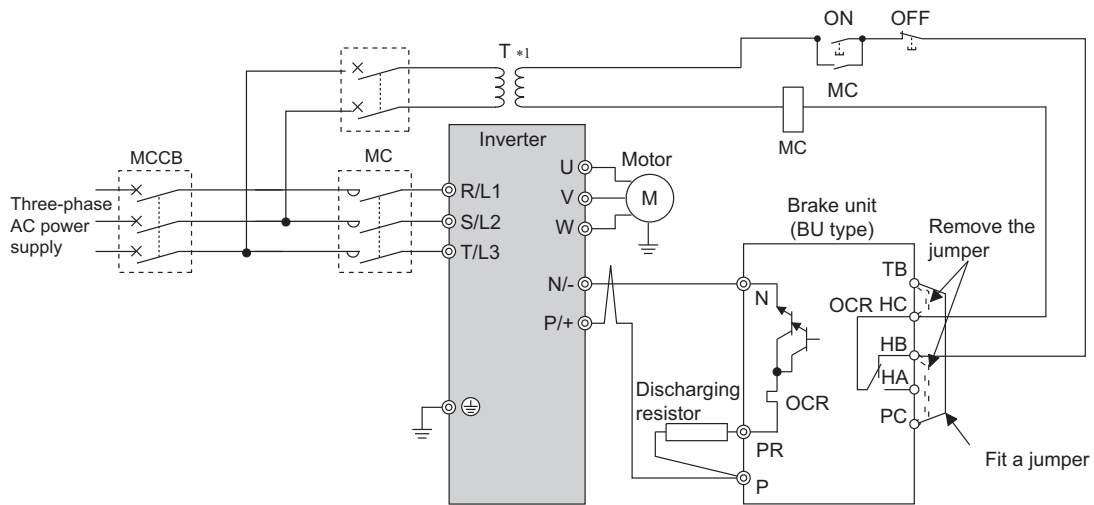 ON
OFF
T *1
MC
MC
MCCB
MC
Inverter
Three-phase
AC power
supply
R/L1
S/L2
T/L3
U
V
W
Motor
M
N/-
P/+
Brake unit
(BU type)
Remove the
jumper
N
TB
OCR
HC
HB
HA
PC
OCR
Discharging
resistor
PR
P
Fit a jumper